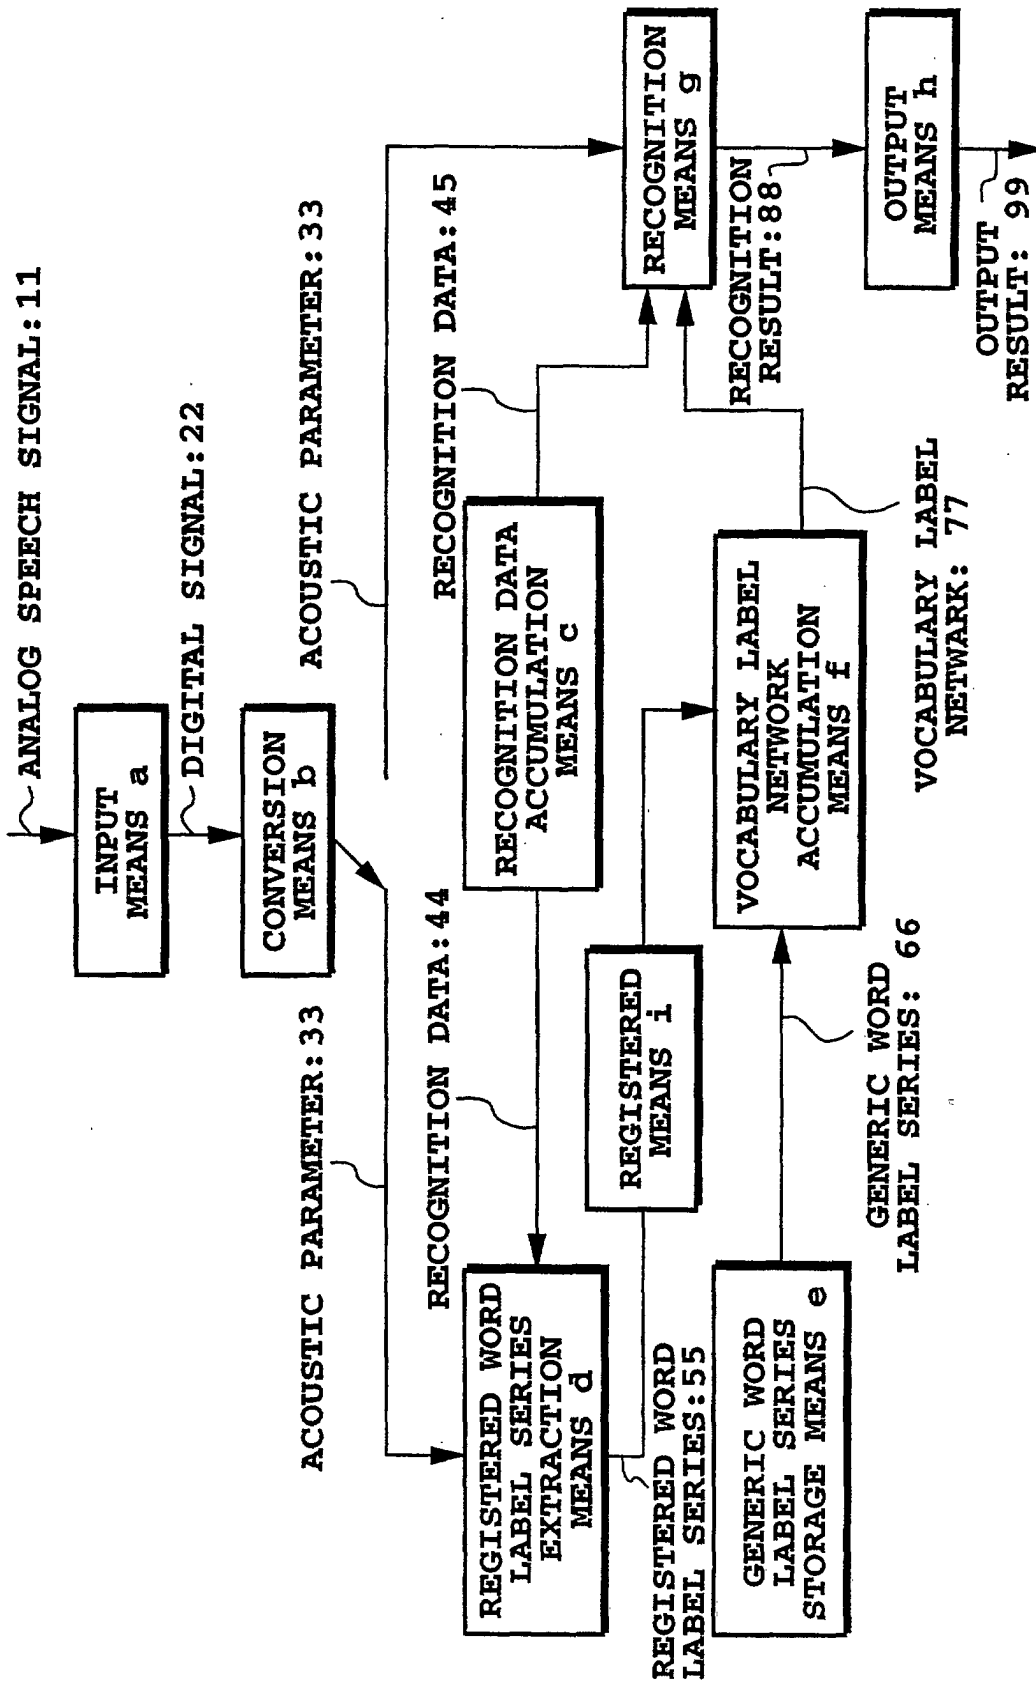 ANALOG SPEECH SIGNAL:11
INPUT
MEANS a
DIGITAL SIGNAL:22
CONVERSION
MEANS b
ACOUSTIC PARAMETER:33
ACOUSTIC PARAMETER:33
REGISTERED WORD
LABEL SERIES
EXTRACTION
MEANS d
RECOGNITION DATA:44
RECOGNITION DATA
ACCUMULATION
MEANS c
RECOGNITION DATA:45
RECOGNITION
MEANS g
REGISTERED WORD
LABEL SERIES:55
REGISTERED
MEANS i
GENERIC WORD
LABEL SERIES
STORAGE MEANS e
GENERIC WORD
LABEL SERIES: 66
VOCABULARY LABEL
NETWORK
ACCUMULATION
MEANS f
VOCABULARY LABEL
NETWARK: 77
RECOGNITION
RESULT:88
OUTPUT
MEANS h
OUTPUT
RESULT: 99